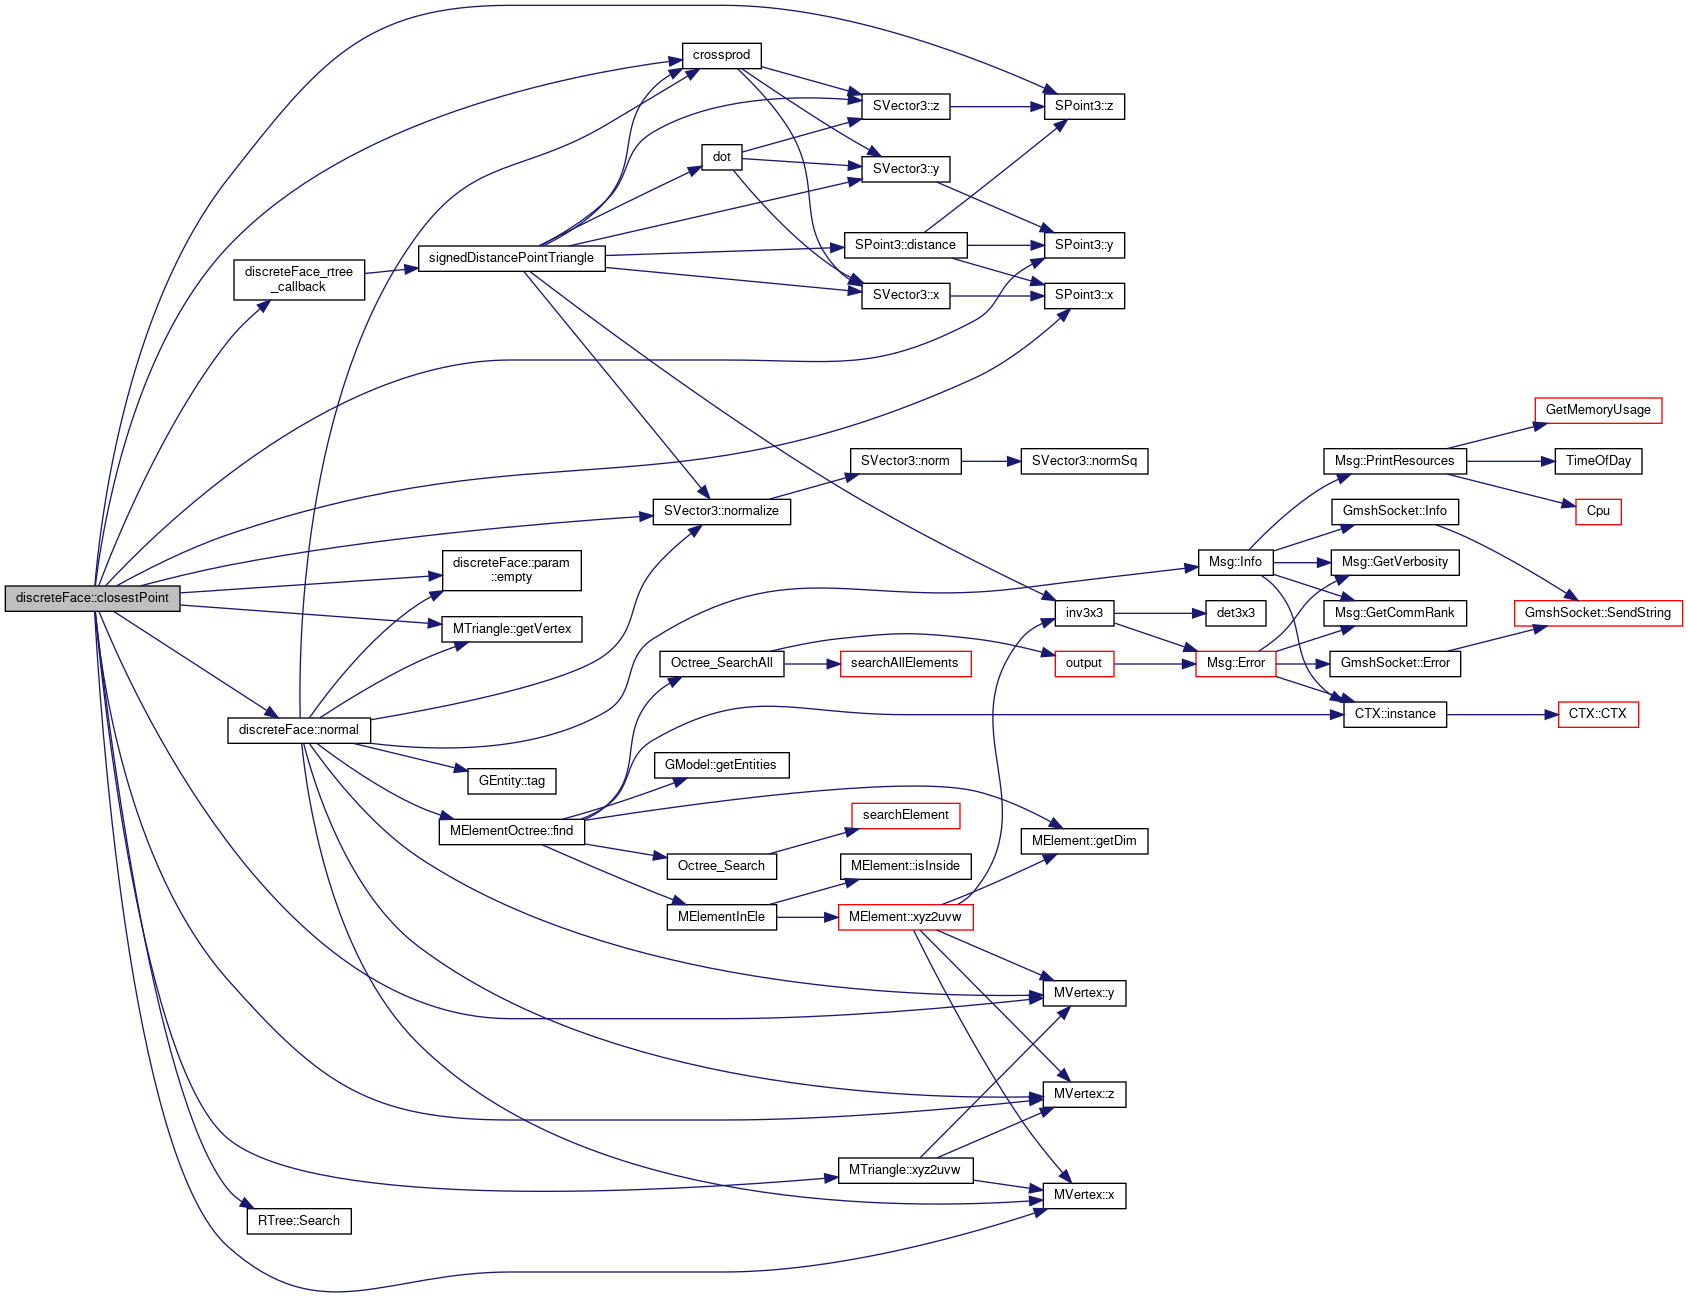 discreteFace::closestPoint
discreteFace_rtree
_callback
discreteFace::normal
RTree::Search
signedDistancePointTriangle
discreteFace::param
::empty
MTriangle::getVertex
GEntity::tag
MElementOctree::find
crossprod
dot
SVector3::normalize
Octree_SearchAll
GModel::getEntities
Octree_Search
MElementInEle
SVector3::z
SVector3::y
SPoint3::distance
SVector3::x
SVector3::norm
searchAllElements
searchElement
MElement::isInside
MElement::xyz2uvw
MTriangle::xyz2uvw
SPoint3::z
SPoint3::y
SPoint3::x
SVector3::normSq
inv3x3
output
MElement::getDim
MVertex::y
MVertex::z
MVertex::x
Msg::Info
det3x3
Msg::Error
Msg::PrintResources
GmshSocket::Info
Msg::GetVerbosity
Msg::GetCommRank
GmshSocket::Error
CTX::instance
GetMemoryUsage
TimeOfDay
Cpu
GmshSocket::SendString
CTX::CTX